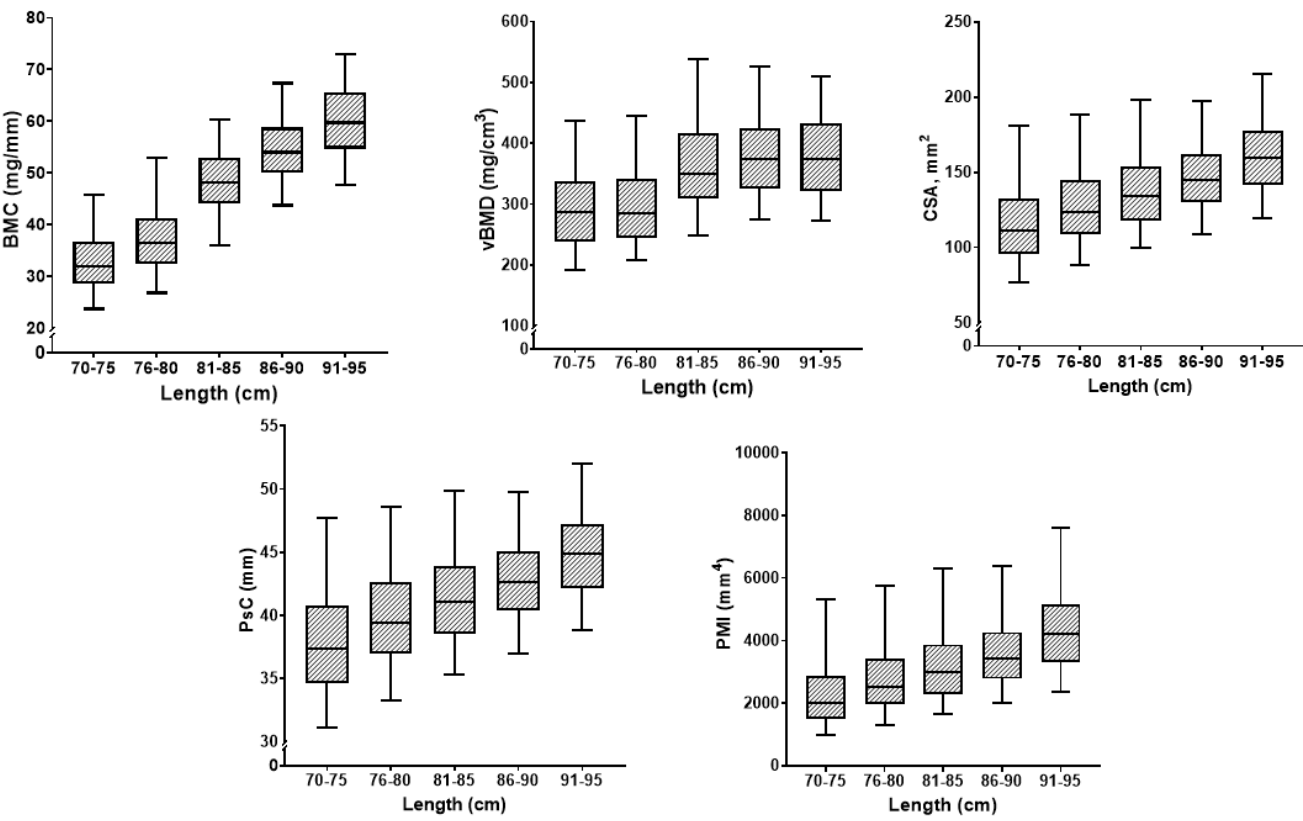 BMC (mg/mm)
80
70
60
50
40
30
20
0
70-75 76-80 81-85 86-90 91-95
Length (cm)
vBMD (mg/cm³)
600
500
400
300
200
100
0
70-75 76-80 81-85 86-90 91-95
Length (cm)
CSA, mm²
250
200
150
100
50
0
70-75 76-80 81-85 86-90 91-95
Length (cm)
PsC (mm)
55
50
45
40
35
30
0
70-75 76-80 81-85 86-90 91-95
Length (cm)
PMI (mm⁴)
10000
8000
6000
4000
2000
0
70-75 76-80 81-85 86-90 91-95
Length (cm)